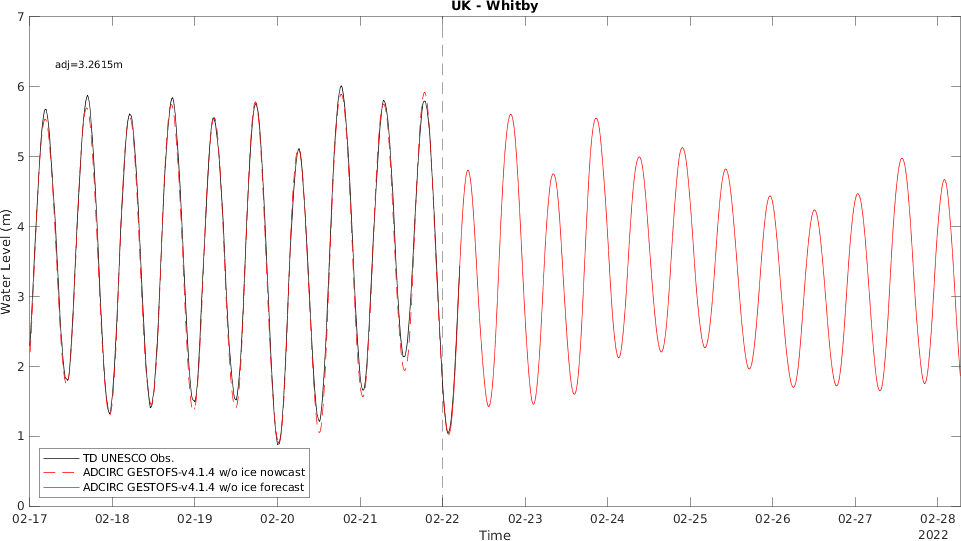 UK - Whitby
7
adj=3.2615m
6
5
4
3
2
1
0
Water Level (m)
TD UNESCO Obs.
ADCIRC GESTOFS-v4.1.4 w/o ice nowcast
ADCIRC GESTOFS-v4.1.4 w/o ice forecast
02-17 02-18 02-19 02-20 02-21 02-22 02-23 02-24 02-25 02-26 02-27 02-28
Time
2022